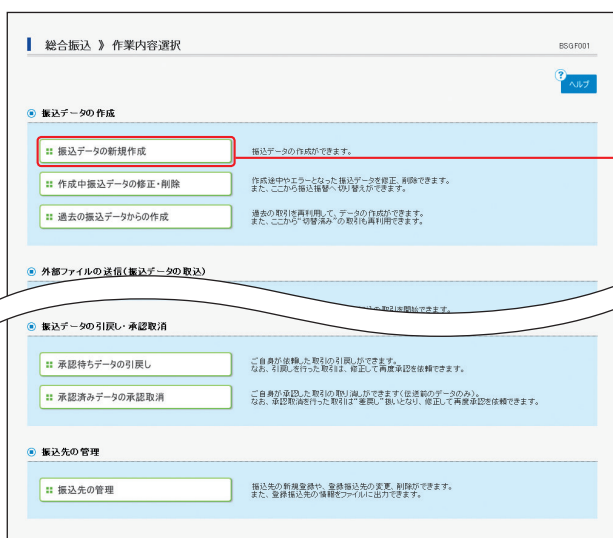 総合振込 》 作業内容選択
BSGF001
?
ヘルプ
振込データの作成
振込データの新規作成
振込データの作成ができます。
作成中振込データの修正・削除
作成途中やエラーとなった振込データを修正、削除できます。
また、ここから振込振替へ切り替えができます。
過去の振込データからの作成
過去の取引を再利用して、データの作成ができます。
また、ここから“切替済み”の取引も再利用できます。
外部ファイルの送信(振込データの取込)
の取引を開始できます。
振込データの引戻し・承認取消
承認待ちデータの引戻し
ご自身が依頼した取引の引戻しができます。
なお、引戻しを行った取引は、修正して再度承認を依頼できます。
承認済みデータの承認取消
ご自身が承認した取引の取り消しができます(伝送前のデータのみ)。
なお、承認取消を行った取引は“差戻し”扱いとなり、修正して再度承認を依頼できます。
振込先の管理
振込先の管理
振込先の新規登録や、登録振込先の変更、削除ができます。
また、登録振込先の情報をファイルに出力できます。